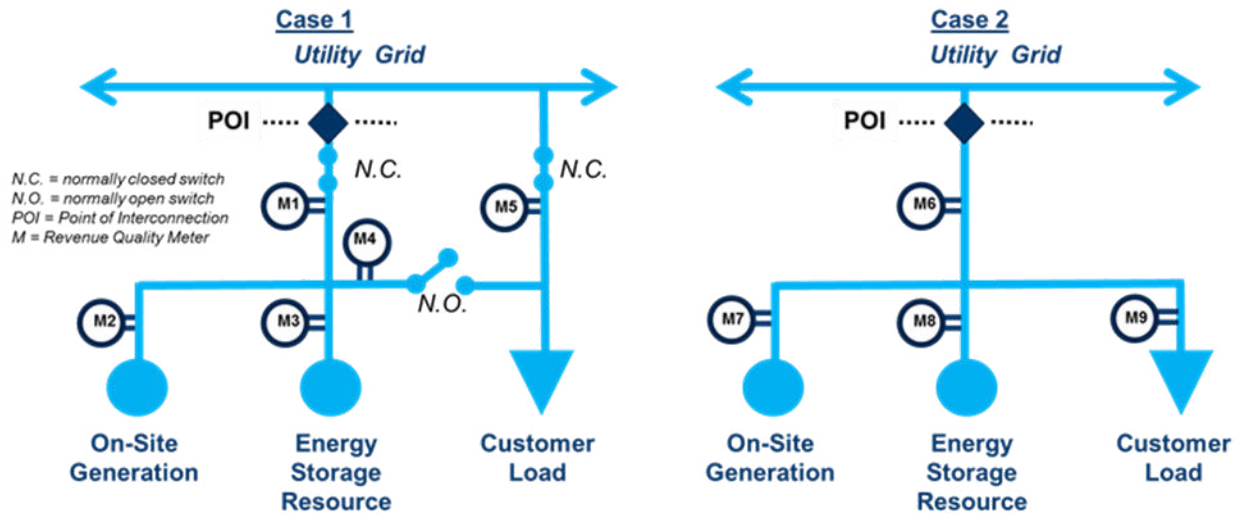 Case 1
Utility Grid
POI
N.C. = normally closed switch
N.O. = normally open switch
POI = Point of Interconnection
M = Revenue Quality Meter
N.C.
N.C.
M1
M5
M4
N.O.
M2
M3
On-Site
Generation
Energy
Storage
Resource
Customer
Load
Case 2
Utility Grid
POI
M6
M7
M8
M9
On-Site
Generation
Energy
Storage
Resource
Customer
Load